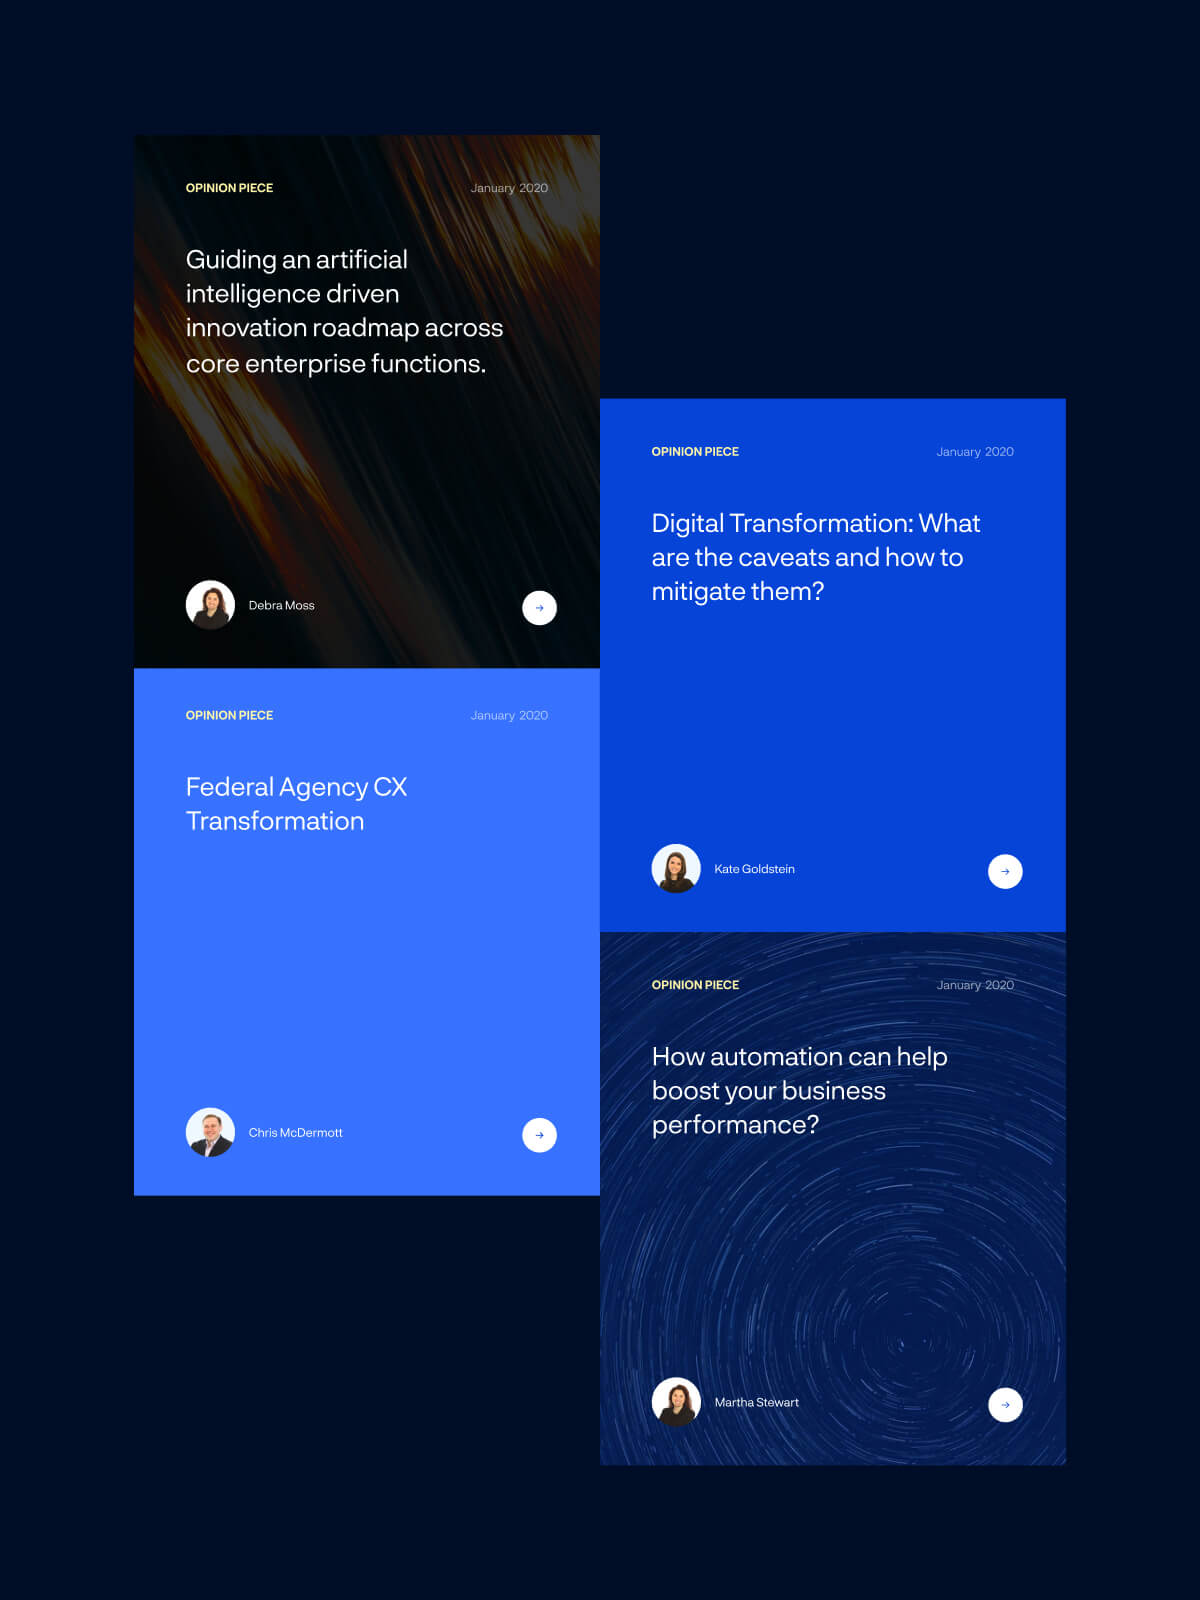 OPINION PIECE
January 2020
Guiding an artificial
intelligence driven
innovation roadmap across
core enterprise functions.
Debra Moss
OPINION PIECE
January 2020
Federal Agency CX
Transformation
Chris McDermott
OPINION PIECE
January 2020
Digital Transformation: What
are the caveats and how to
mitigate them?
Kate Goldstein
OPINION PIECE
January 2020
How automation can help
boost your business
performance?
Martha Stewart